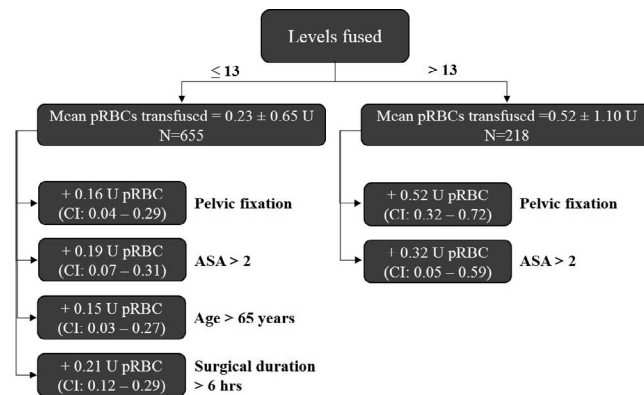 Levels fused
≤ 13
> 13
Mean pRBCs transfused = 0.23 ± 0.65 U
N=655
Mean pRBCs transfused =0.52 ± 1.10 U
N=218
+ 0.16 U pRBC
(CI: 0.04 – 0.29)
Pelvic fixation
+ 0.19 U pRBC
(CI: 0.07 – 0.31)
ASA > 2
+ 0.15 U pRBC
(CI: 0.03 – 0.27)
Age > 65 years
+ 0.21 U pRBC
(CI: 0.12 – 0.29)
Surgical duration
> 6 hrs
+ 0.52 U pRBC
(CI: 0.32 – 0.72)
Pelvic fixation
+ 0.32 U pRBC
(CI: 0.05 – 0.59)
ASA > 2